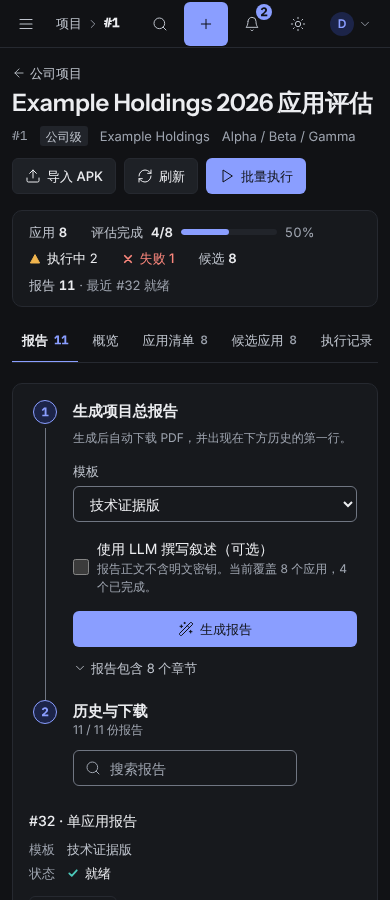 项目 > #1 2 D
公司项目
Example Holdings 2026 应用评估
#1 公司级 Example Holdings Alpha / Beta / Gamma
导入 APK 刷新 批量执行
应用 8 评估完成 4/8 50%
执行中 2 失败 1 候选 8
报告 11 · 最近 #32 就绪
报告 11 概览 应用清单 8 候选应用 8 执行记录
1 生成项目总报告
生成后自动下载 PDF，并出现在下方历史的第一行。
模板
技术证据版
使用 LLM 撰写叙述（可选）
报告正文不含明文密钥。当前覆盖 8 个应用，4
个已完成。
生成报告
报告包含 8 个章节
2 历史与下载
11 / 11 份报告
搜索报告
#32 · 单应用报告
模板 技术证据版
状态 就绪